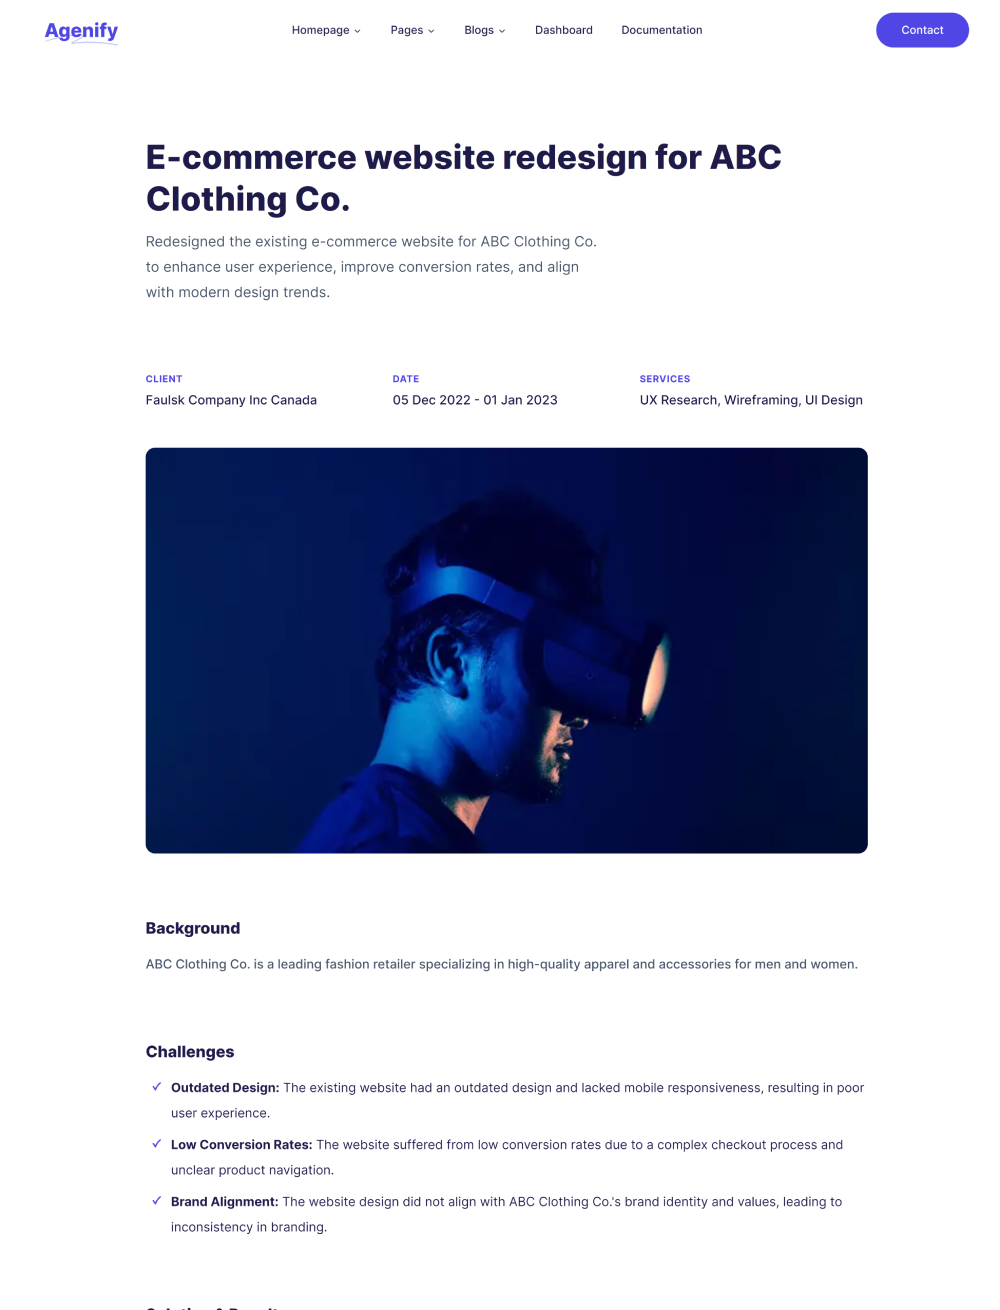 Agenify
Homepage
Pages
Blogs
Dashboard
Documentation
Contact
E-commerce website redesign for ABC
Clothing Co.
Redesigned the existing e-commerce website for ABC Clothing Co.
to enhance user experience, improve conversion rates, and align
with modern design trends.
CLIENT
Faulsk Company Inc Canada
DATE
05 Dec 2022 - 01 Jan 2023
SERVICES
UX Research, Wireframing, UI Design
Background
ABC Clothing Co. is a leading fashion retailer specializing in high-quality apparel and accessories for men and women.
Challenges
Outdated Design: The existing website had an outdated design and lacked mobile responsiveness, resulting in poor
user experience.
Low Conversion Rates: The website suffered from low conversion rates due to a complex checkout process and
unclear product navigation.
Brand Alignment: The website design did not align with ABC Clothing Co.'s brand identity and values, leading to
inconsistency in branding.